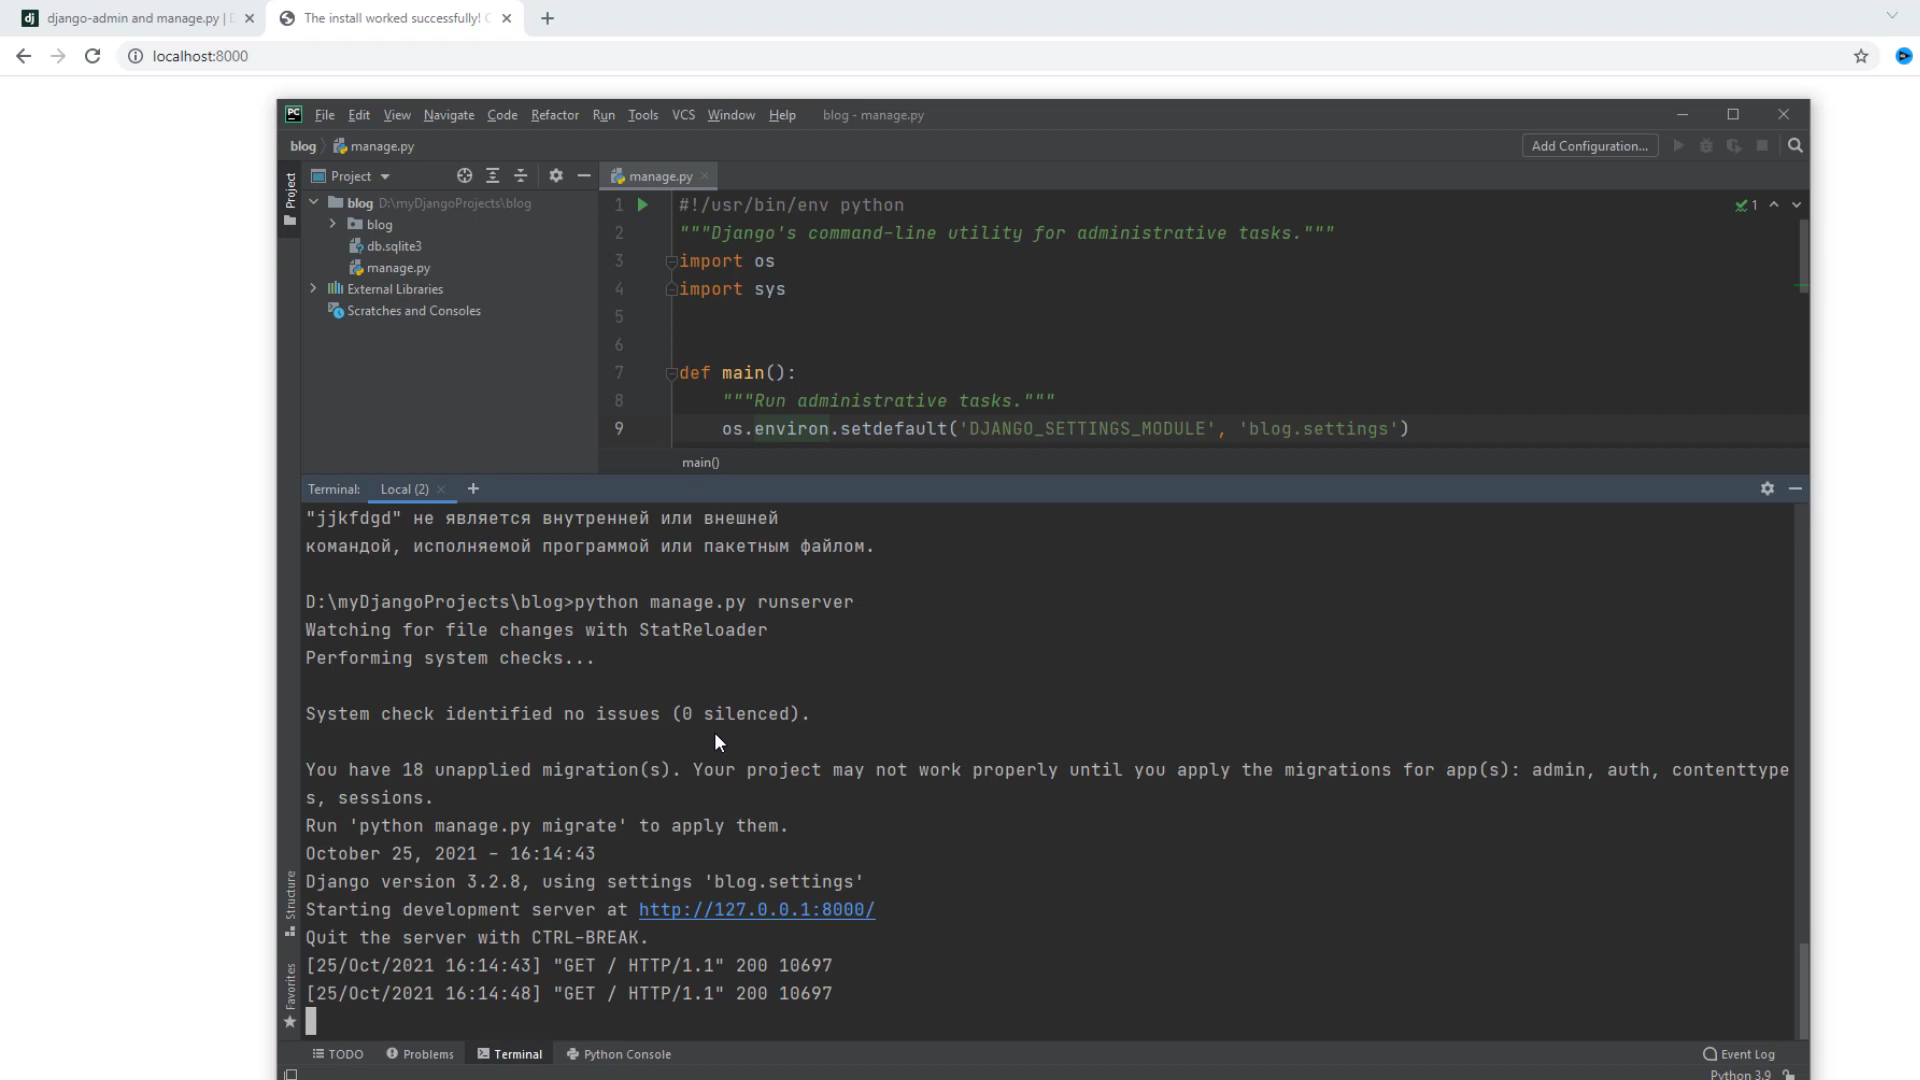 django-admin and manage.py |
The install worked successfully!
localhost:8000
PC
File Edit View Navigate Code Refactor Run Tools VCS Window Help blog - manage.py
blog manage.py
Add Configuration...
Project
Project
manage.py
blog D:\myDjangoProjects\blog
blog
db.sqlite3
manage.py
External Libraries
Scratches and Consoles
1 #!/usr/bin/env python
1
2 """Django's command-line utility for administrative tasks."""
3 import os
4 import sys
5
6
7 def main():
8 """Run administrative tasks."""
9 os.environ.setdefault('DJANGO_SETTINGS_MODULE', 'blog.settings')
main()
Terminal: Local (2)
"jjkfdgd" не является внутренней или внешней
командой, исполняемой программой или пакетным файлом.
D:\myDjangoProjects\blog>python manage.py runserver
Watching for file changes with StatReloader
Performing system checks...
System check identified no issues (0 silenced).
You have 18 unapplied migration(s). Your project may not work properly until you apply the migrations for app(s): admin, auth, contenttype
s, sessions.
Run 'python manage.py migrate' to apply them.
October 25, 2021 - 16:14:43
Django version 3.2.8, using settings 'blog.settings'
Starting development server at http://127.0.0.1:8000/
Quit the server with CTRL-BREAK.
[25/Oct/2021 16:14:43] "GET / HTTP/1.1" 200 10697
[25/Oct/2021 16:14:48] "GET / HTTP/1.1" 200 10697
Structure
Favorites
TODO Problems Terminal Python Console
Event Log
Python 3.9